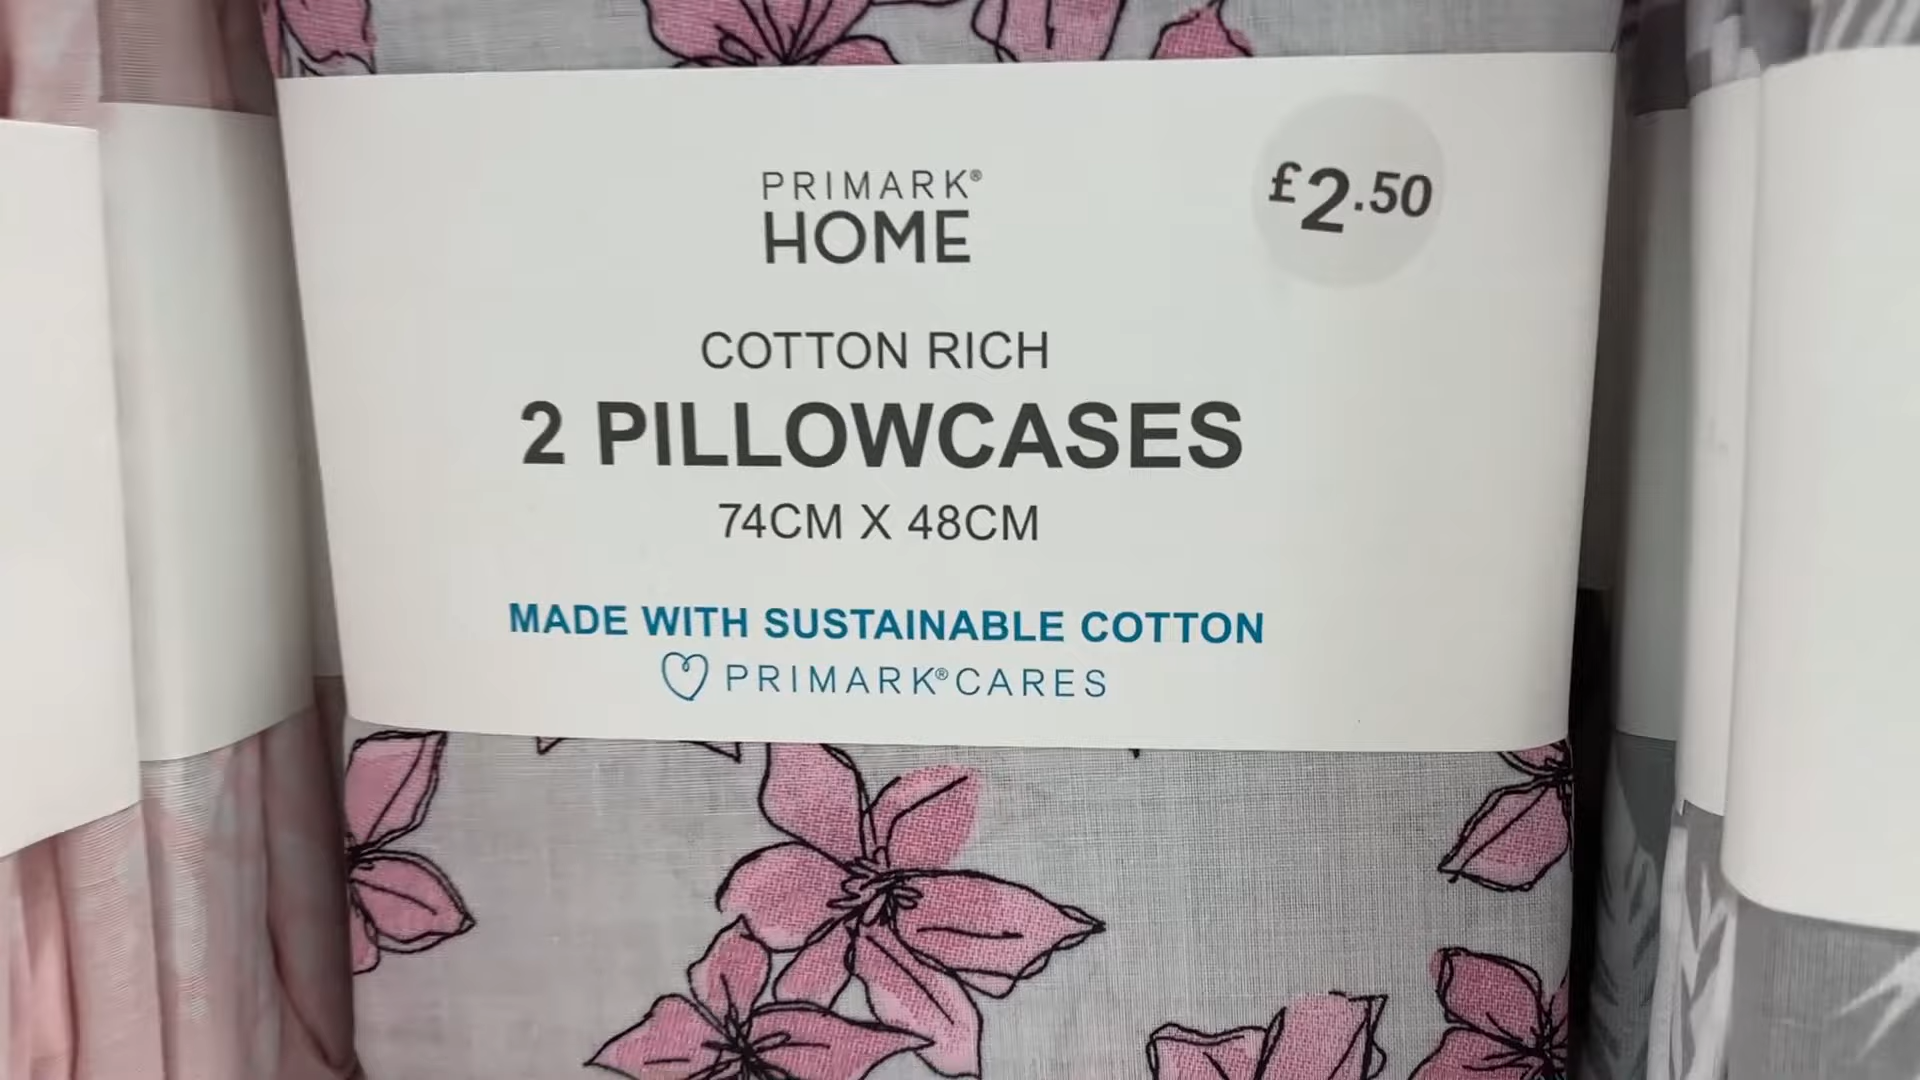 PRIMARK®
HOME
£2.50
COTTON RICH
2 PILLOWCASES
74CM X 48CM
MADE WITH SUSTAINABLE COTTON
PRIMARK®CARES